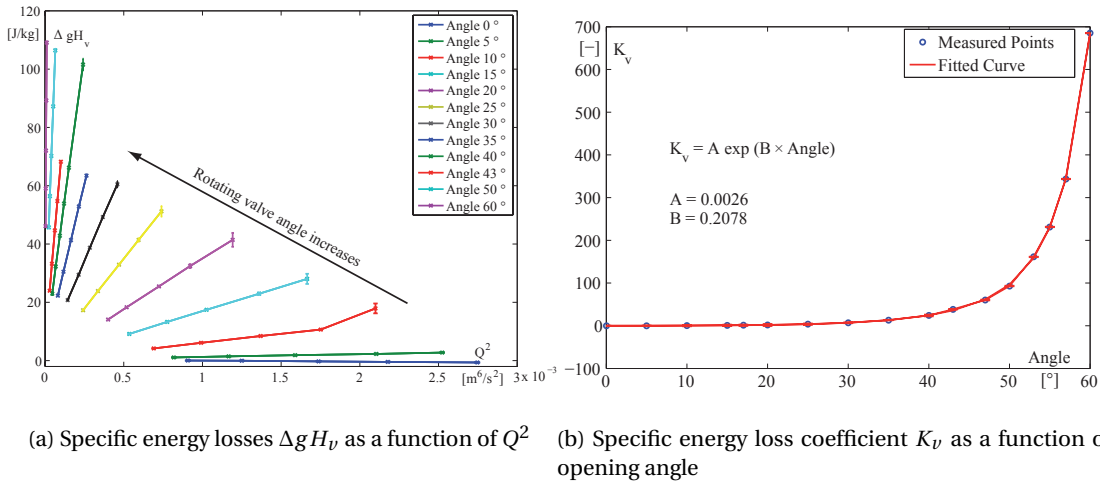 120
[J/kg]
Δ gH_v
100
80
60
40
20
0
0
0.5
1
1.5
2
2.5
3 x 10⁻³
Q²
[m⁶/s²]
Rotating valve angle increases
Angle 0 °
Angle 5 °
Angle 10 °
Angle 15 °
Angle 20 °
Angle 25 °
Angle 30 °
Angle 35 °
Angle 40 °
Angle 43 °
Angle 50 °
Angle 60 °
(a) Specific energy losses ΔgH_v as a function of Q²
700
[−]
K_v
600
500
400
300
200
100
0
−100
0
10
20
30
40
50
60
Angle
[°]
Measured Points
Fitted Curve
K_v = A exp (B × Angle)
A = 0.0026
B = 0.2078
(b) Specific energy loss coefficient K_v as a function o
opening angle